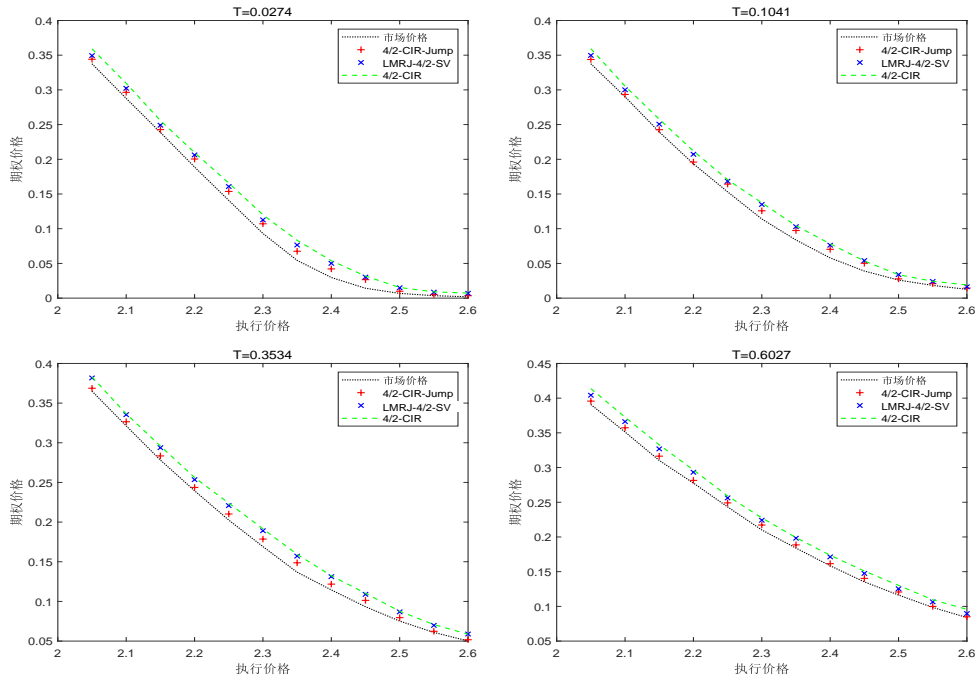 T=0.0274
0.4
0.35
0.3
0.25
0.2
0.15
0.1
0.05
0
期权价格
市场价格
4/2-CIR-Jump
LMRJ-4/2-SV
4/2-CIR
2
2.1
2.2
2.3
2.4
2.5
2.6
执行价格
T=0.1041
0.4
0.35
0.3
0.25
0.2
0.15
0.1
0.05
0
期权价格
市场价格
4/2-CIR-Jump
LMRJ-4/2-SV
4/2-CIR
2
2.1
2.2
2.3
2.4
2.5
2.6
执行价格
T=0.3534
0.4
0.35
0.3
0.25
0.2
0.15
0.1
0.05
期权价格
市场价格
4/2-CIR-Jump
LMRJ-4/2-SV
4/2-CIR
2
2.1
2.2
2.3
2.4
2.5
2.6
执行价格
T=0.6027
0.45
0.4
0.35
0.3
0.25
0.2
0.15
0.1
0.05
期权价格
市场价格
4/2-CIR-Jump
LMRJ-4/2-SV
4/2-CIR
2
2.1
2.2
2.3
2.4
2.5
2.6
执行价格